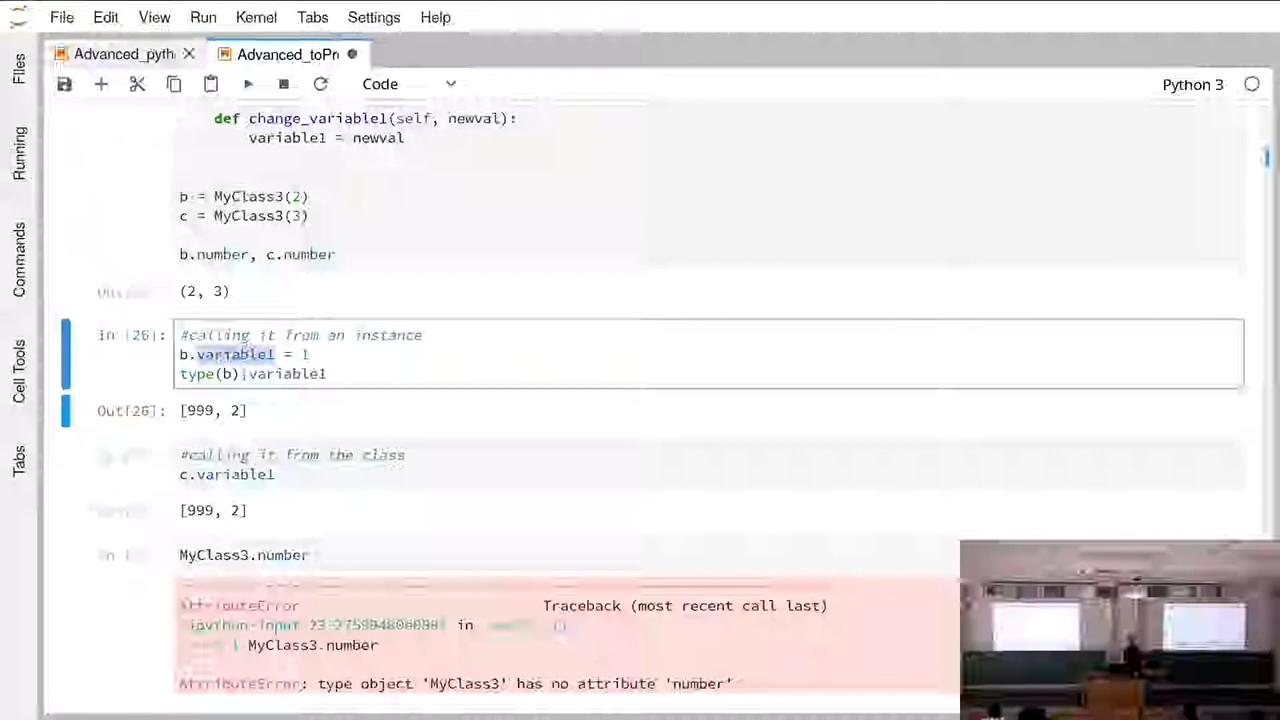 File Edit View Run Kernel Tabs Settings Help
Files
Running
Commands
Cell Tools
Tabs
Advanced_pyth
Advanced_toPr
Code
Python 3
def change_variable1(self, newval):
variable1 = newval
b = MyClass3(2)
c = MyClass3(3)
b.number, c.number
(2, 3)
In [26]: #calling it from an instance
b.variable1 = 1
type(b).variable1
Out[26]: [999, 2]
#calling it from the class
c.variable1
[999, 2]
MyClass3.number
AttributeError Traceback (most recent call last)
in
MyClass3.number
AttributeError: type object 'MyClass3' has no attribute 'number'